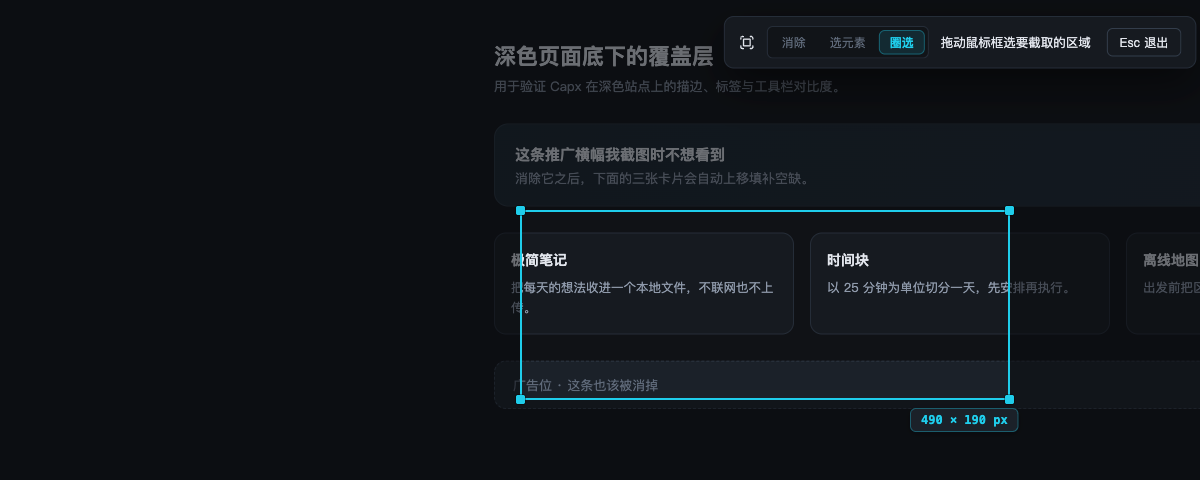 消除 选元素 圈选 拖动鼠标框选要截取的区域 Esc 退出
深色页面底下的覆盖层
用于验证 Capx 在深色站点上的描边、标签与工具栏对比度。
这条推广横幅我截图时不想看到
消除它之后，下面的三张卡片会自动上移填补空缺。
极简笔记
把每天的想法收进一个本地文件，不联网也不上
传。
时间块
以 25 分钟为单位切分一天，先安排再执行。
离线地图
出发前把区
广告位 · 这条也该被消掉
490 × 190 px